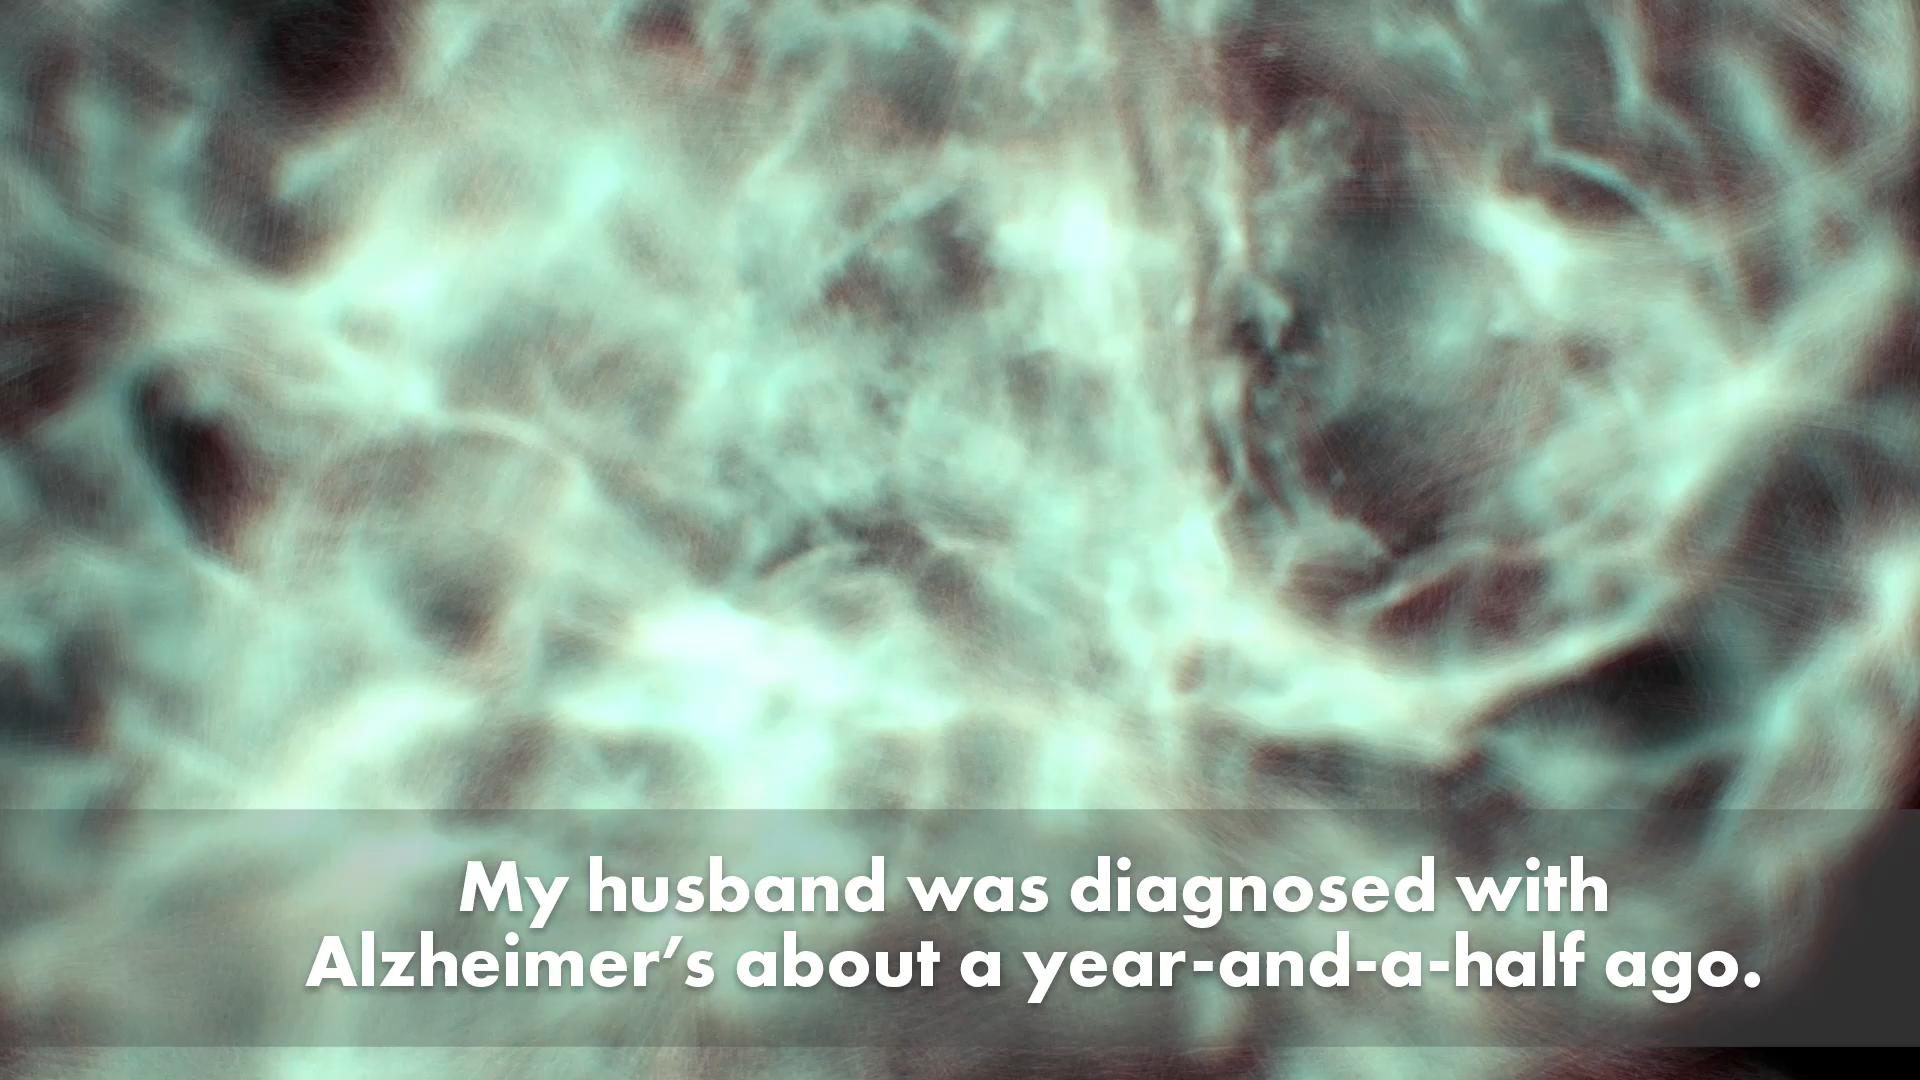 My husband was diagnosed with
Alzheimer’s about a year-and-a-half ago.